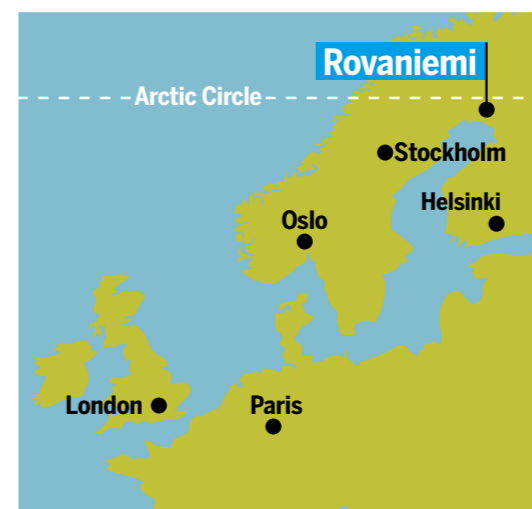 Rovaniemi
Arctic Circle
Stockholm
Helsinki
Oslo
London
Paris